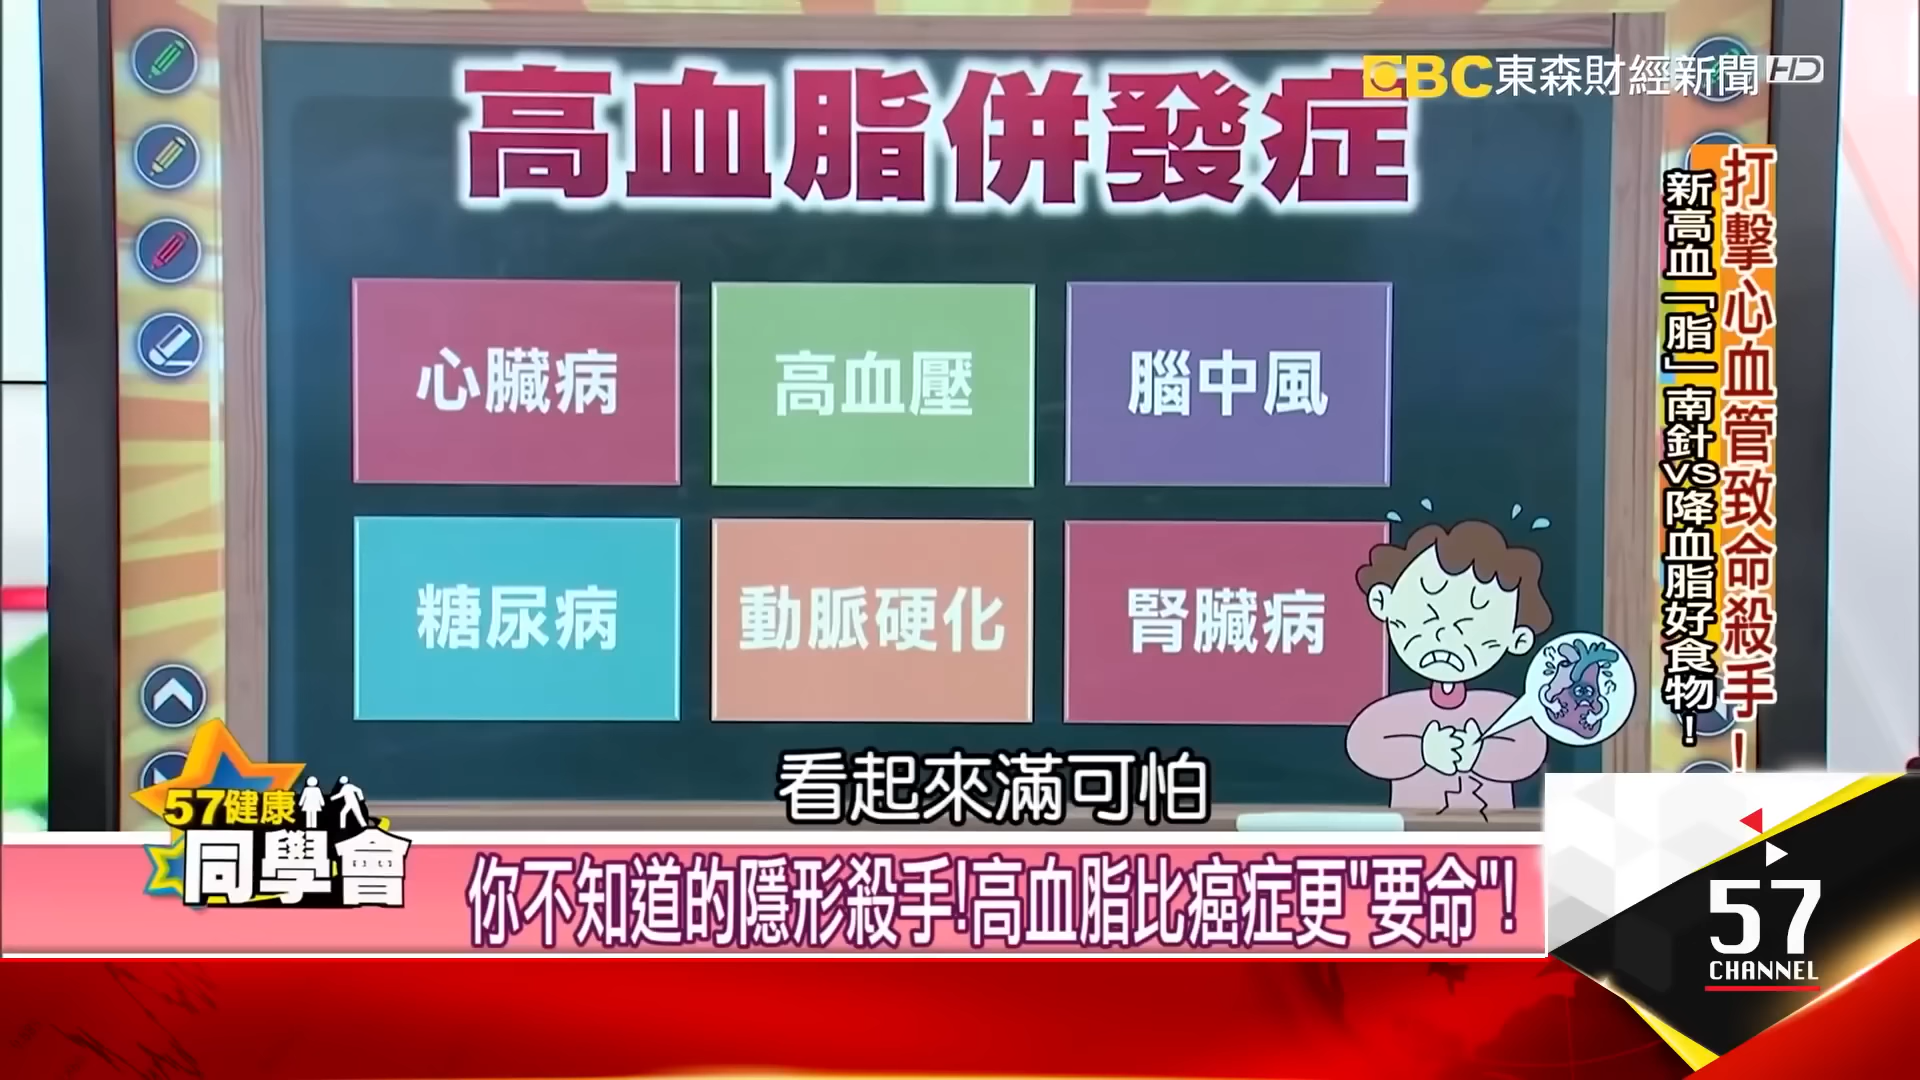 EBC東森財經新聞HD
高血脂併發症
心臟病
高血壓
腦中風
糖尿病
動脈硬化
腎臟病
打擊心血管致命殺手!
新高血「脂」南針VS降血脂好食物!
看起來滿可怕
57健康
同學會
你不知道的隱形殺手!高血脂比癌症更"要命"!
57
CHANNEL